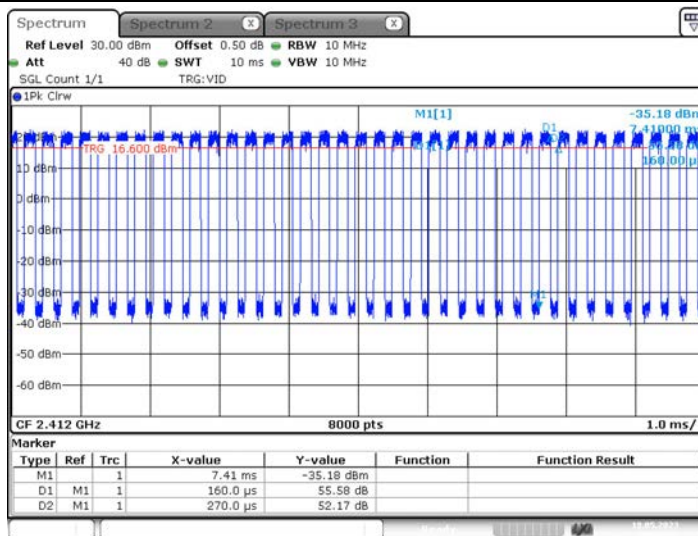 Spectrum Spectrum 2 X Spectrum 3 X
Ref Level 30.00 dBm Offset 0.50 dB RBW 10 MHz
Att 40 dB SWT 10 ms VBW 10 MHz
SGL Count 1/1 TRG:VID
1Pk Clrw
M1[1] -35.18 dBm
7.41000 ms
D1
TRG 16.600 dBm
160.00 µs
10 dBm
0 dBm
-10 dBm
-20 dBm
-30 dBm
M1
-40 dBm
-50 dBm
-60 dBm
CF 2.412 GHz 8000 pts 1.0 ms/
Marker
Type Ref Trc X-value Y-value Function Function Result
M1 1 7.41 ms -35.18 dBm
D1 M1 1 160.0 µs 55.58 dB
D2 M1 1 270.0 µs 52.17 dB
Ready